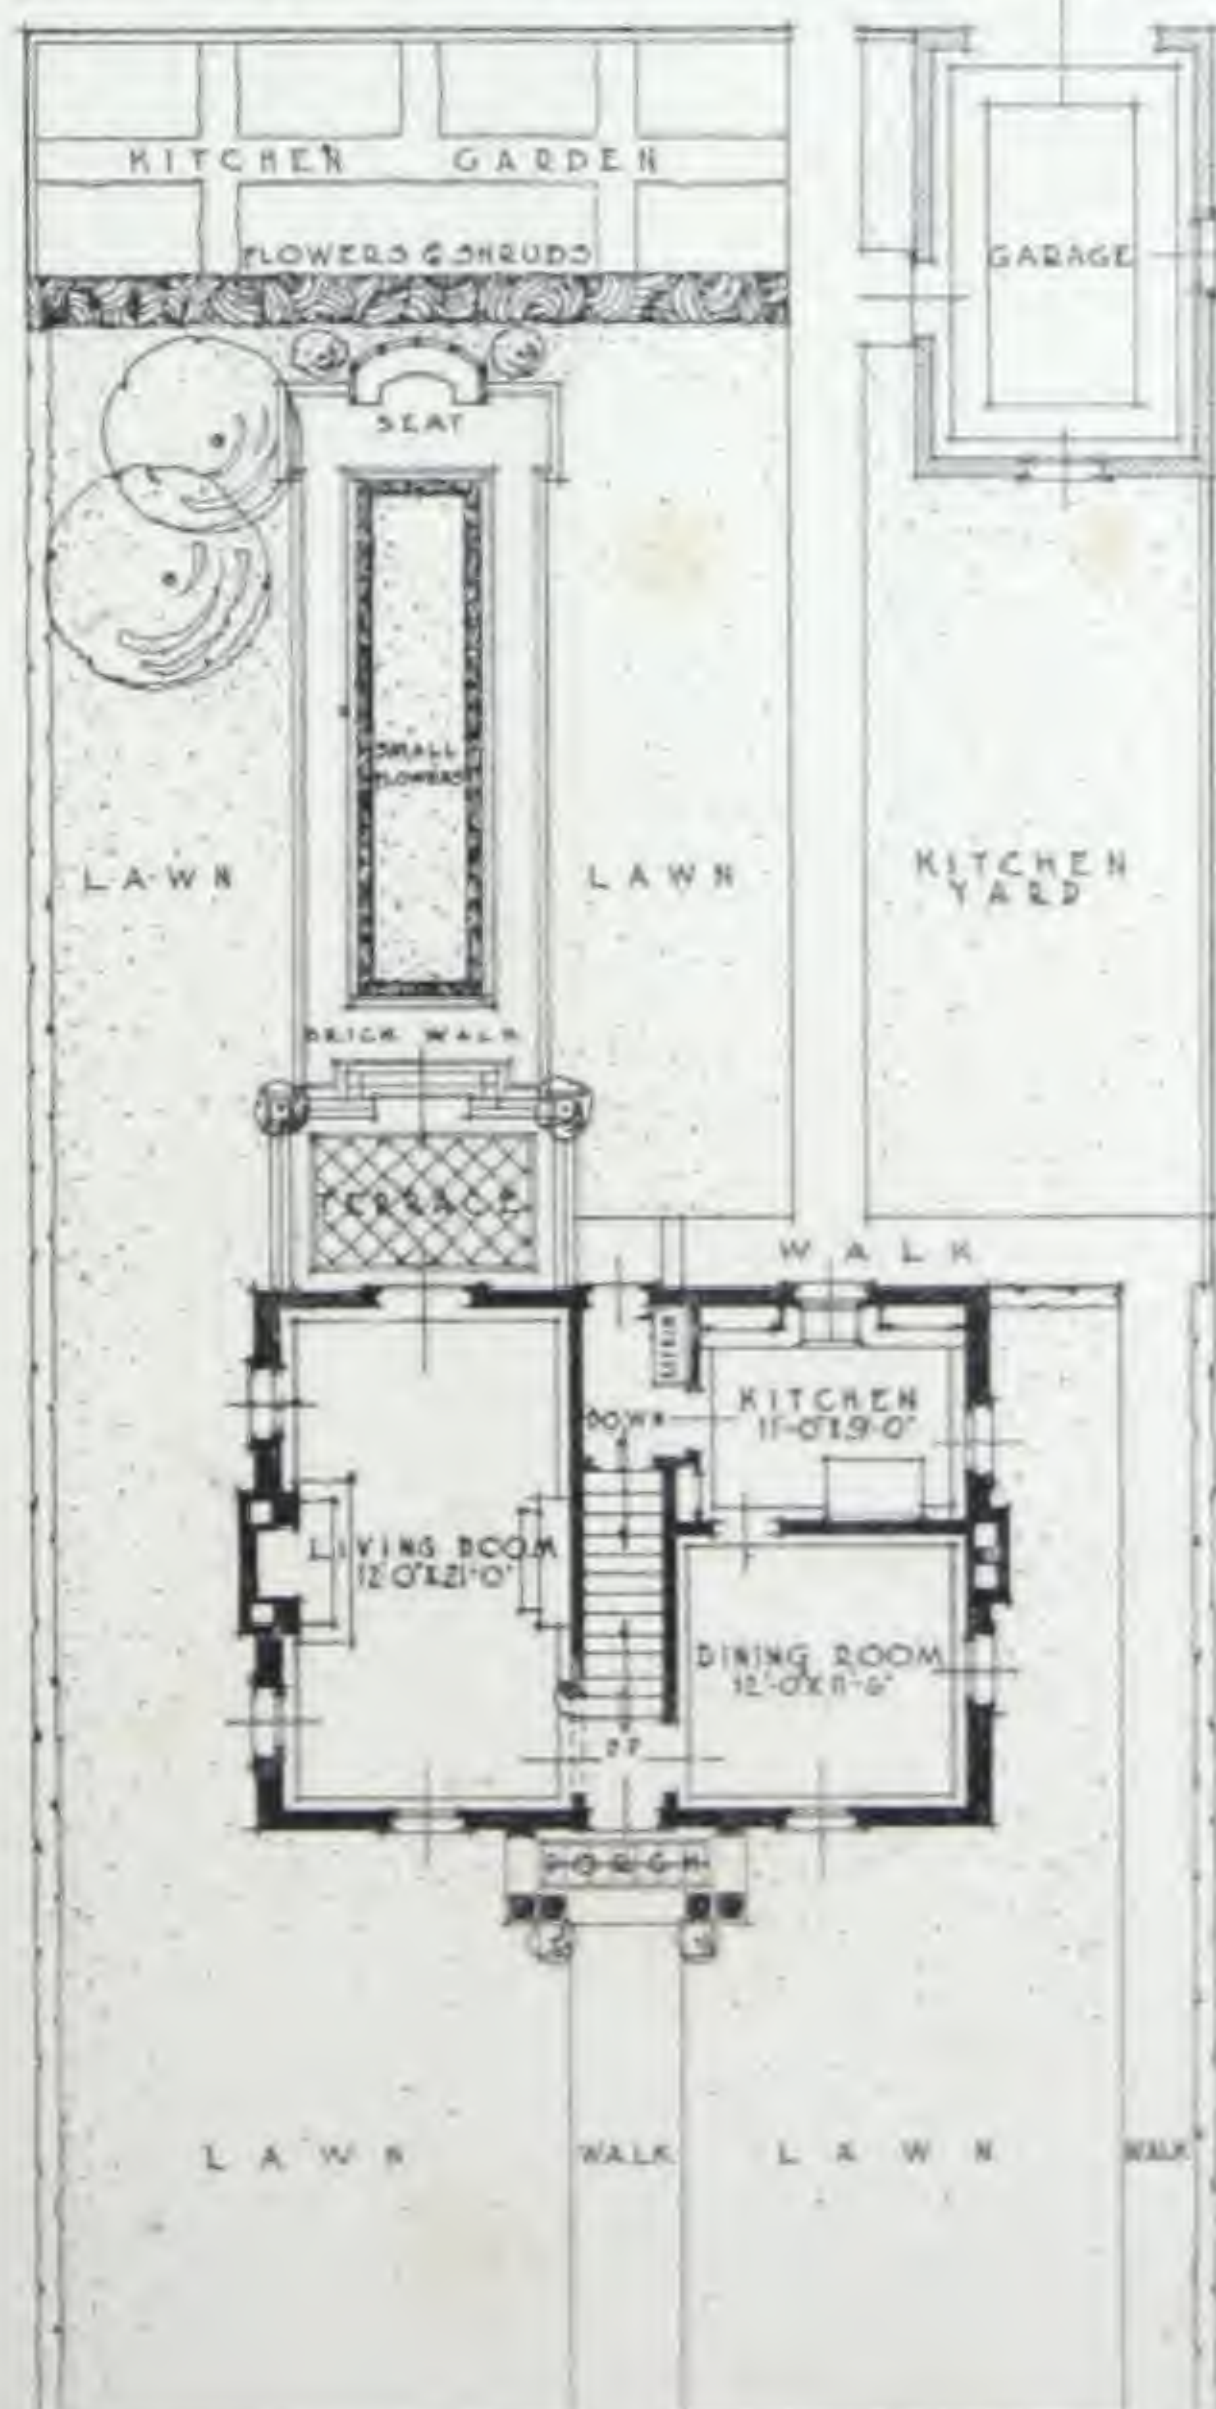 KITCHEN GARDEN
FLOWERS & SHRUBS
GARAGE
SEAT
SMALL
FLOWERS
LAWN
LAWN
KITCHEN
YARD
BRICK WALK
TERRACE
WALK
KITCHEN
11'-0"X9'-0"
DOWN
LIVING ROOM
12'0"X21'-0"
DINING ROOM
12'-0"X11'-6"
UP
PORCH
LAWN
WALK
LAWN
WALK